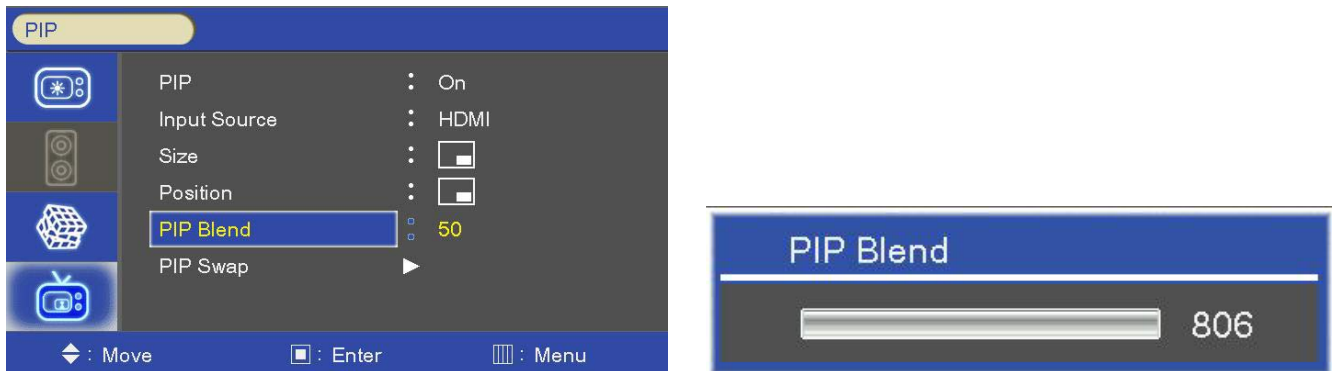 PIP
PIP : On
Input Source : HDMI
Size :
Position :
PIP Blend : 50
PIP Swap
: Move : Enter : Menu
PIP Blend
806